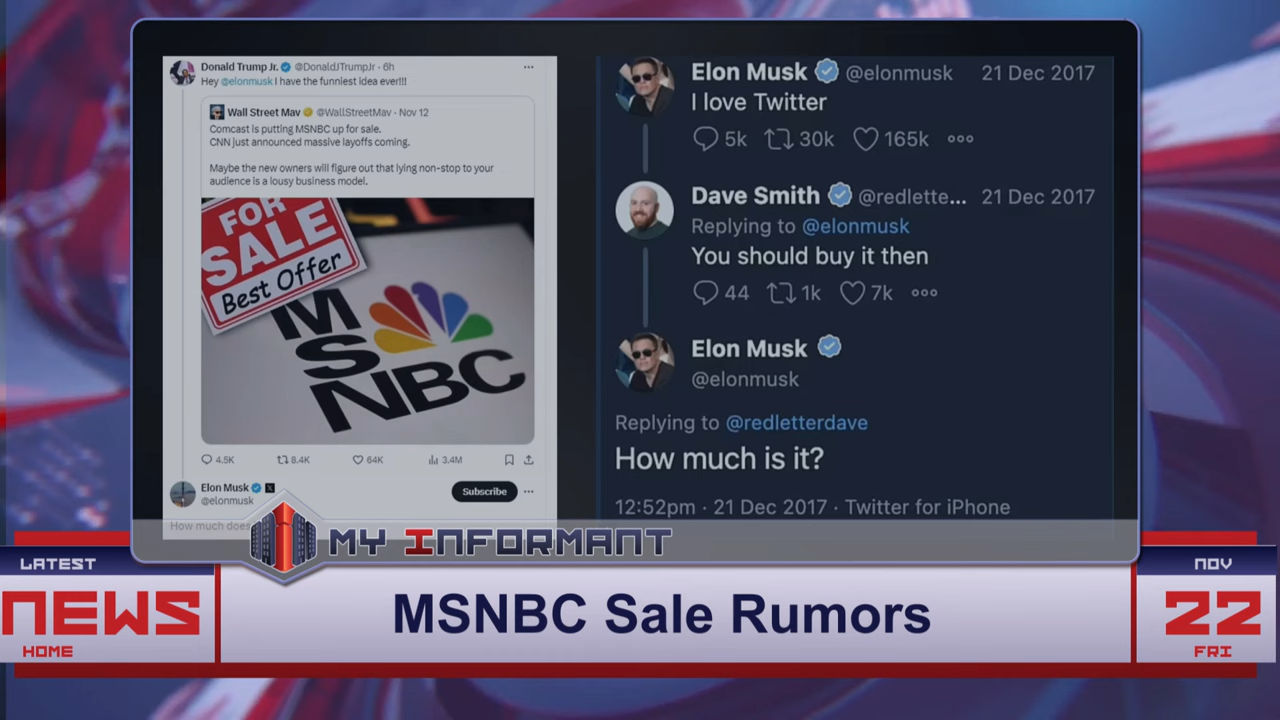 Donald Trump Jr. @DonaldJTrumpJr · 6h
Hey @elonmusk I have the funniest idea ever!!!
Wall Street Mav @WallStreetMav · Nov 12
Comcast is putting MSNBC up for sale.
CNN just announced massive layoffs coming.
Maybe the new owners will figure out that lying non-stop to your
audience is a lousy business model.
FOR
SALE
Best Offer
M
S
NBC
4.5K 8.4K 64K 3.4M
Elon Musk
@elonmusk
Subscribe
How much does
Elon Musk @elonmusk 21 Dec 2017
I love Twitter
5k 30k 165k
Dave Smith @redlette... 21 Dec 2017
Replying to @elonmusk
You should buy it then
44 1k 7k
Elon Musk
@elonmusk
Replying to @redletterdave
How much is it?
12:52pm · 21 Dec 2017 · Twitter for iPhone
MY INFORMANT
LATEST
NEWS
HOME
MSNBC Sale Rumors
NOV
22
FRI